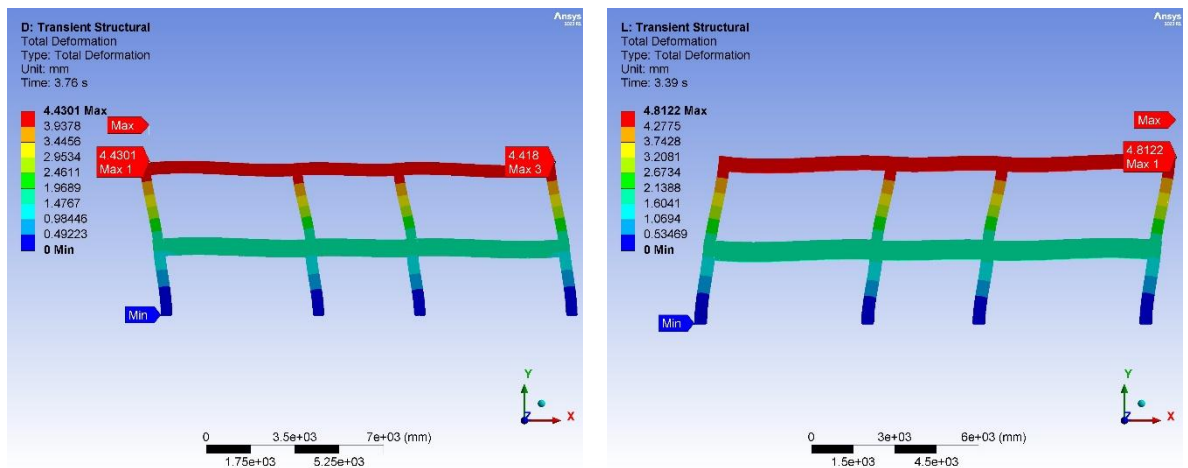 Ansys
2022 R1
D: Transient Structural
Total Deformation
Type: Total Deformation
Unit: mm
Time: 3.76 s
4.4301 Max
3.9378
3.4456
2.9534
2.4611
1.9689
1.4767
0.98446
0.49223
0 Min
Max
4.4301
Max 1
4.418
Max 3
Min
Y
Z
X
0
3.5e+03
7e+03 (mm)
1.75e+03
5.25e+03
Ansys
2022 R1
L: Transient Structural
Total Deformation
Type: Total Deformation
Unit: mm
Time: 3.39 s
4.8122 Max
4.2775
3.7428
3.2081
2.6734
2.1388
1.6041
1.0694
0.53469
0 Min
Max
4.8122
Max 1
Min
Y
Z
X
0
3e+03
6e+03 (mm)
1.5e+03
4.5e+03